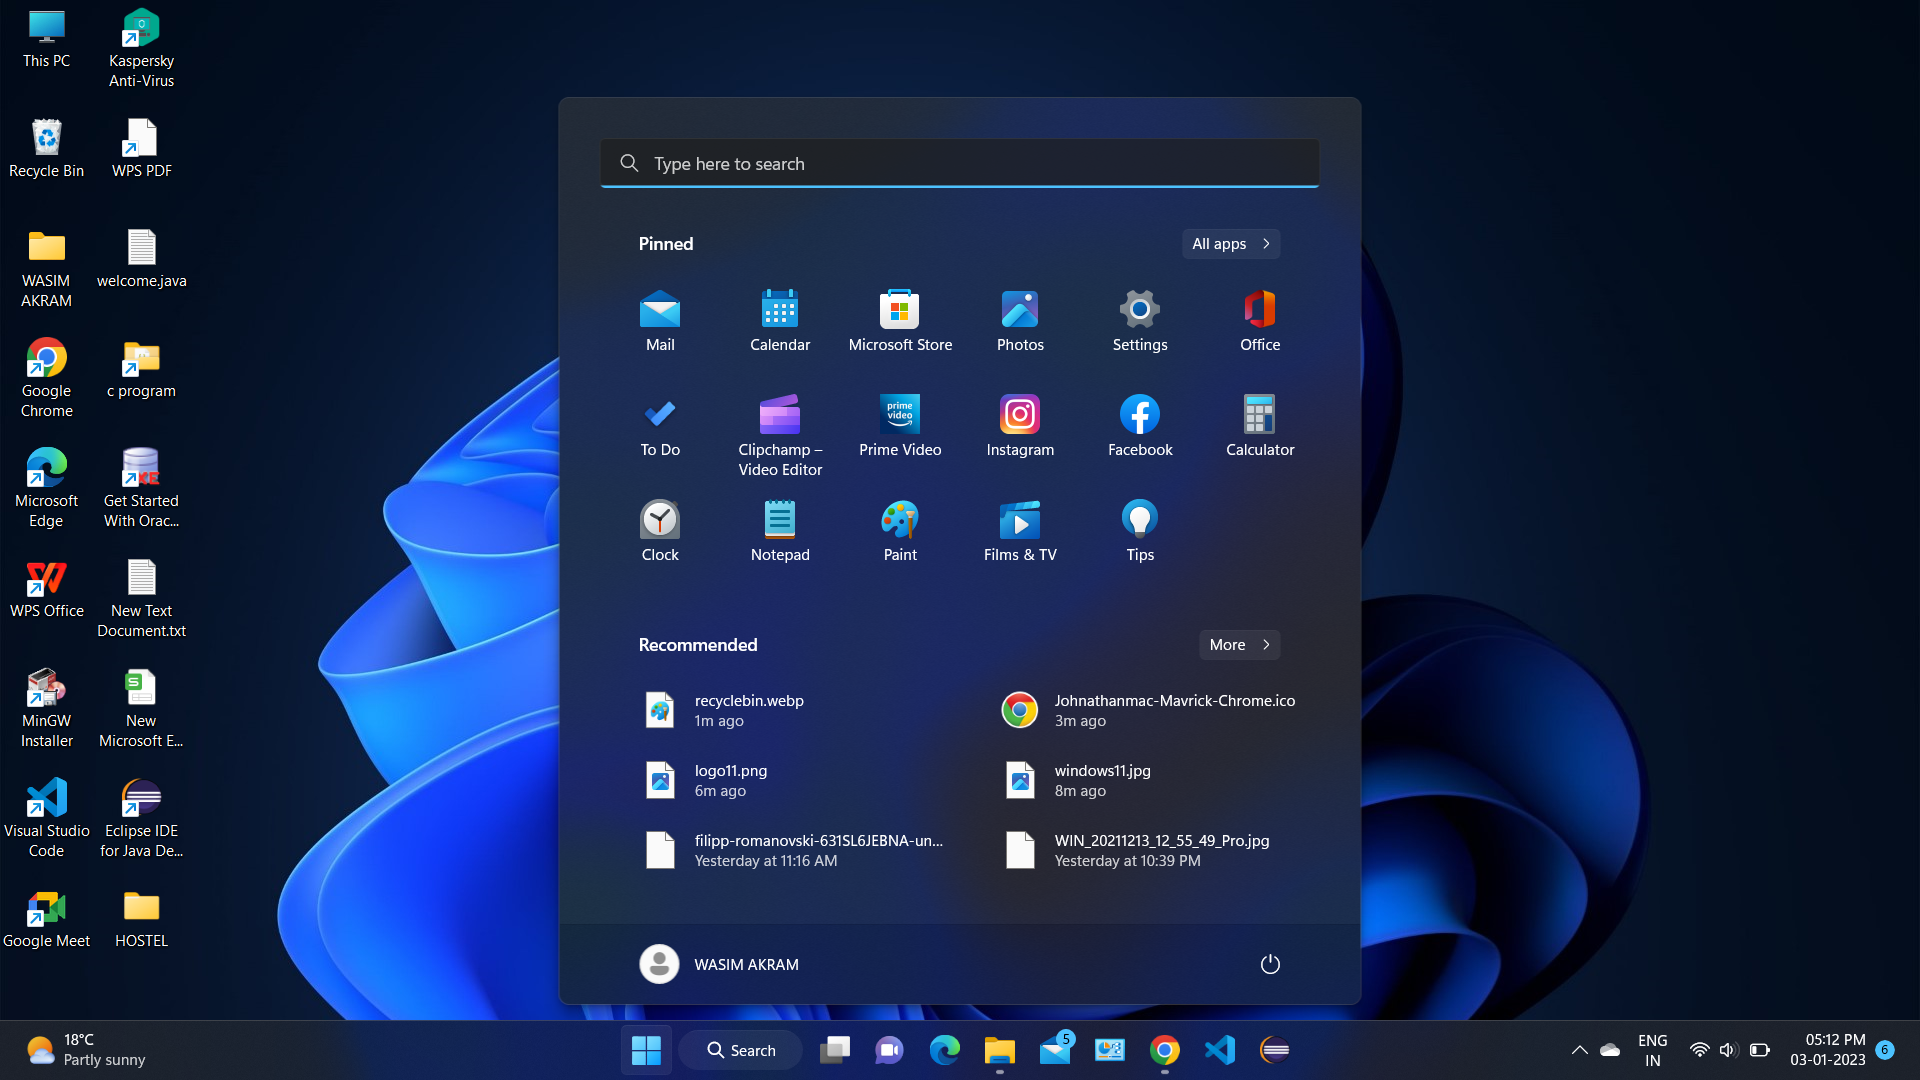 This PC
Kaspersky
Anti-Virus
Recycle Bin
WPS PDF
WASIM
AKRAM
welcome.java
Google
Chrome
c program
Microsoft
Edge
Get Started
With Orac...
WPS Office
New Text
Document.txt
MinGW
Installer
New
Microsoft E...
Visual Studio
Code
Eclipse IDE
for Java De...
Google Meet
HOSTEL
Type here to search
Pinned
All apps
Mail
Calendar
Microsoft Store
Photos
Settings
Office
prime
video
To Do
Clipchamp –
Video Editor
Prime Video
Instagram
Facebook
Calculator
Clock
Notepad
Paint
Films & TV
Tips
Recommended
More
recyclebin.webp
1m ago
Johnathanmac-Mavrick-Chrome.ico
3m ago
logo11.png
6m ago
windows11.jpg
8m ago
filipp-romanovski-631SL6JEBNA-un...
Yesterday at 11:16 AM
WIN_20211213_12_55_49_Pro.jpg
Yesterday at 10:39 PM
WASIM AKRAM
18°C
Partly sunny
Search
5
ENG
IN
05:12 PM
03-01-2023
6